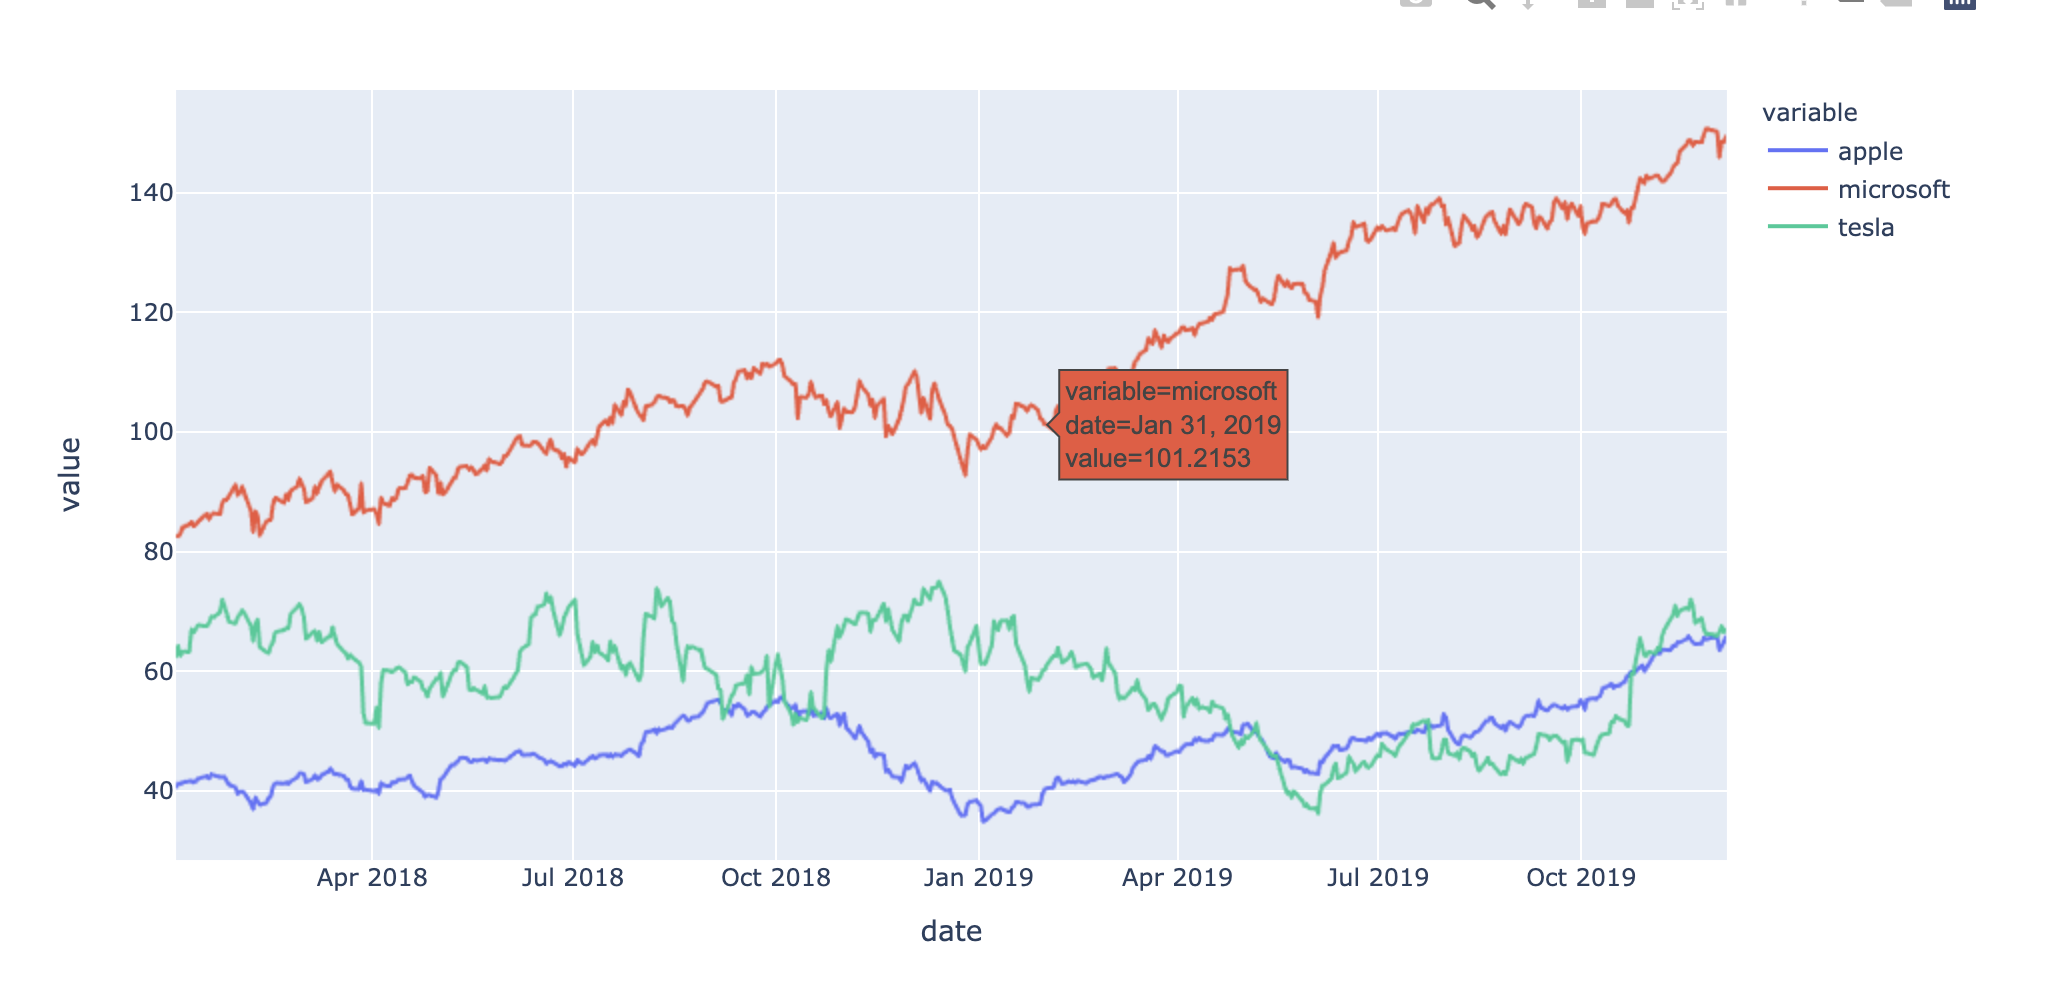 variable
apple
microsoft
tesla
140
120
100
80
60
40
value
variable=microsoft
date=Jan 31, 2019
value=101.2153
Apr 2018 Jul 2018 Oct 2018 Jan 2019 Apr 2019 Jul 2019 Oct 2019
date